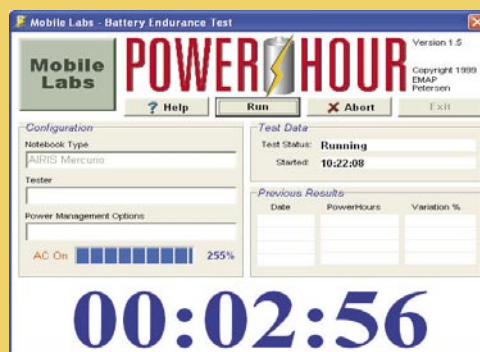 Mobile Labs - Battery Endurance Test
Mobile Labs
POWER HOUR
Version 1.5
Copyright 1999
EMAP
Petersen
? Help
Run
Abort
Exit
Configuration
Notebook Type
AIRIS Mercurio
Tester
Power Management Options
AC On 255%
Test Data
Test Status: Running
Started: 10:22:08
Previous Results
Date PowerHours Variation %
00:02:56